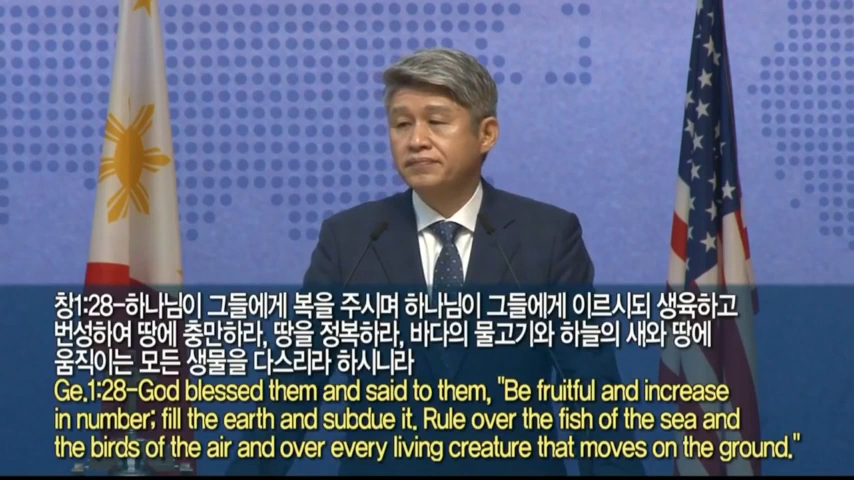 창1:28-하나님이 그들에게 복을 주시며 하나님이 그들에게 이르시되 생육하고
번성하여 땅에 충만하라, 땅을 정복하라, 바다의 물고기와 하늘의 새와 땅에
움직이는 모든 생물을 다스리라 하시니라
Ge.1:28-God blessed them and said to them, "Be fruitful and increase
in number; fill the earth and subdue it. Rule over the fish of the sea and
the birds of the air and over every living creature that moves on the ground."